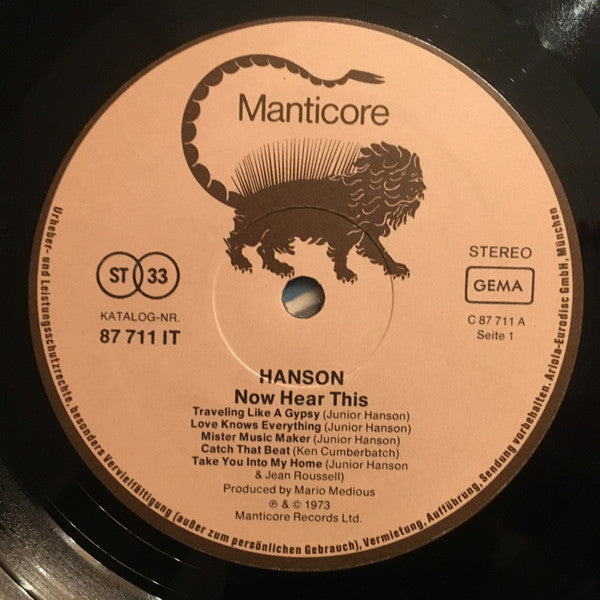 Manticore
ST 33
STEREO
GEMA
KATALOG-NR.
87 711 IT
C 87 711 A
Seite 1
HANSON
Now Hear This
Traveling Like A Gypsy (Junior Hanson)
Love Knows Everything (Junior Hanson)
Mister Music Maker (Junior Hanson)
Catch That Beat (Ken Cumberbatch)
Take You Into My Home (Junior Hanson
& Jean Roussell)
Produced by Mario Medious
℗ & © 1973
Manticore Records Ltd.
Urheber- und Leistungsschutzrechte, besonders Vervielfältigung (außer zum persönlichen Gebrauch), Vermietung, Aufführung, Sendung vorbehalten. Ariola-Eurodisc GmbH, München